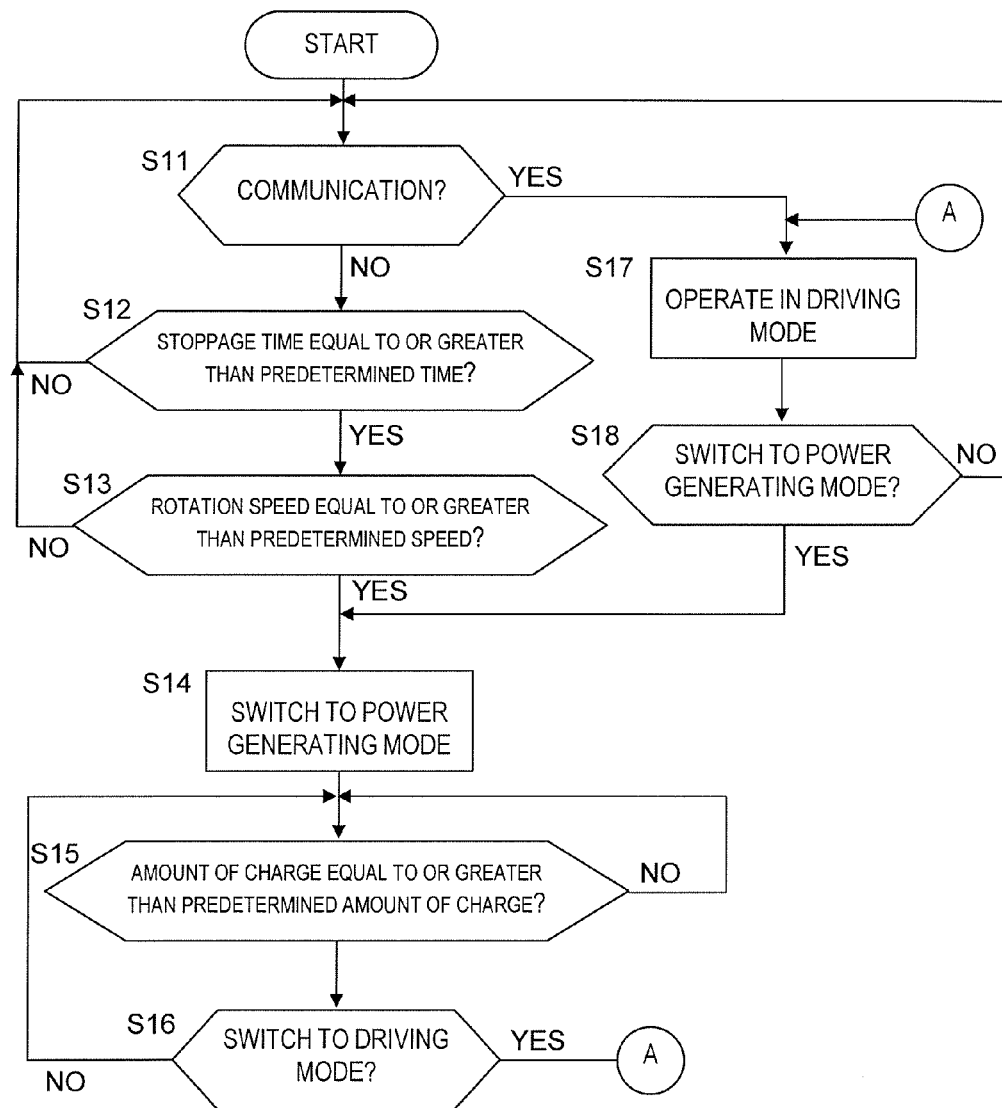 START
S11
COMMUNICATION?
YES
A
NO
S17
OPERATE IN DRIVING
MODE
S12
STOPPAGE TIME EQUAL TO OR GREATER
THAN PREDETERMINED TIME?
NO
YES
S18
SWITCH TO POWER
GENERATING MODE?
NO
YES
S13
ROTATION SPEED EQUAL TO OR GREATER
THAN PREDETERMINED SPEED?
NO
YES
S14
SWITCH TO POWER
GENERATING MODE
S15
AMOUNT OF CHARGE EQUAL TO OR GREATER
THAN PREDETERMINED AMOUNT OF CHARGE?
NO
S16
SWITCH TO DRIVING
MODE?
YES
A
NO